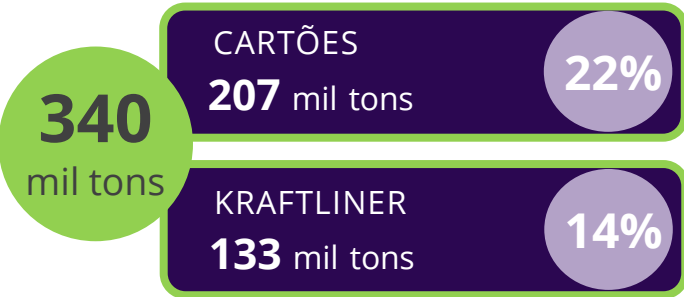 340
mil tons
CARTÕES
207 mil tons
22%
KRAFTLINER
133 mil tons
14%